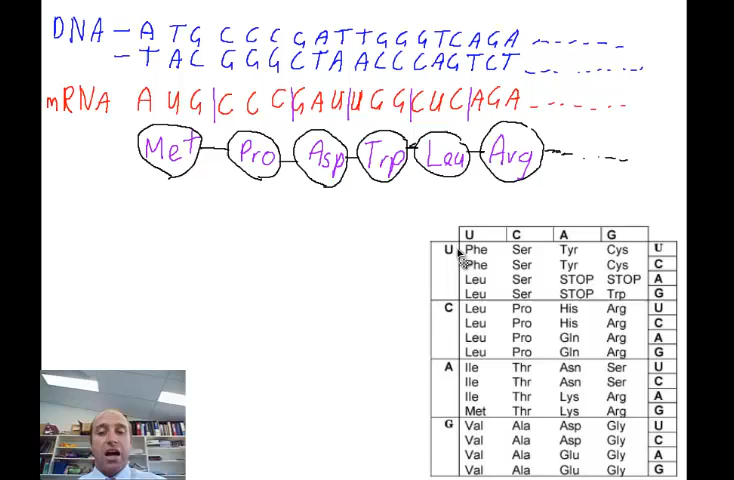 DNA - A T G C C C G A T T G G G T C A G A
- T A C G G G C T A A C C C A G T C T
mRNA A U G C C C G A U U G G C U C A G A
Met Pro Asp Trp Leu Arg
U C A G
U Phe Ser Tyr Cys U
Phe Ser Tyr Cys C
Leu Ser STOP STOP A
Leu Ser STOP Trp G
C Leu Pro His Arg U
Leu Pro His Arg C
Leu Pro Gln Arg A
Leu Pro Gln Arg G
A Ile Thr Asn Ser U
Ile Thr Asn Ser C
Ile Thr Lys Arg A
Met Thr Lys Arg G
G Val Ala Asp Gly U
Val Ala Asp Gly C
Val Ala Glu Gly A
Val Ala Glu Gly G